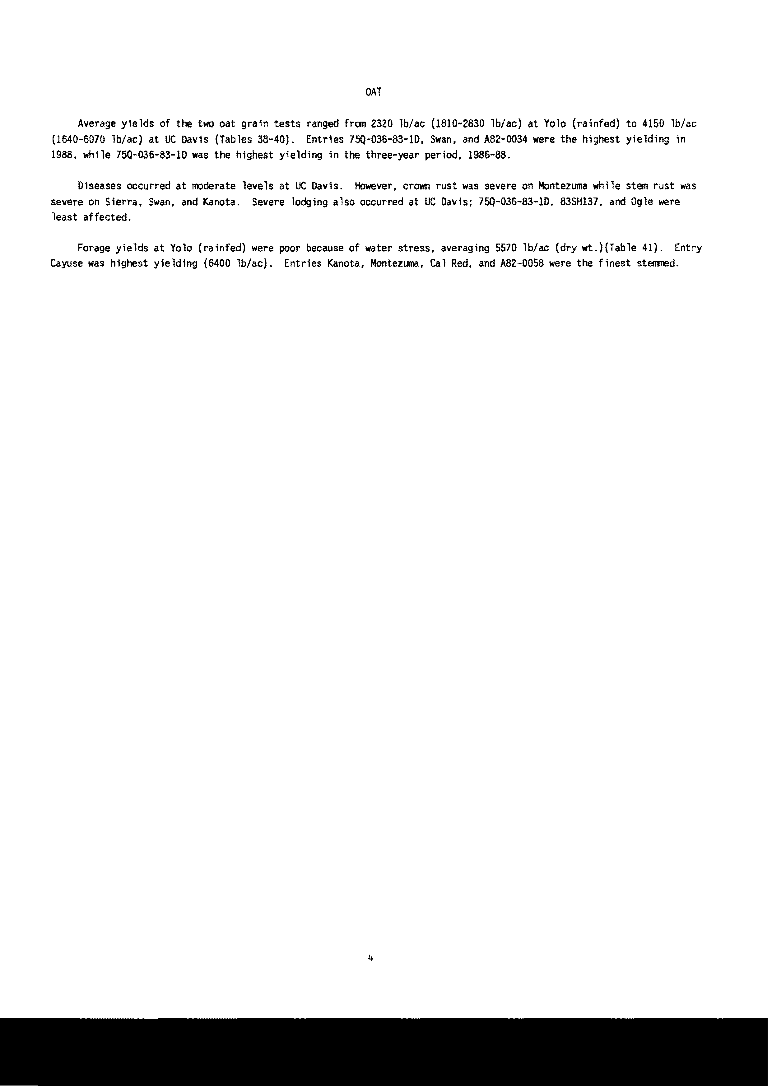 OAT
Average yields of the two oat grain tests ranged from 2320 lb/ac (1810-2830 lb/ac) at Yolo (rainfed) to 4150 lb/ac
(1640-6070 lb/ac) at UC Davis (Tables 38-40). Entries 75Q-036-83-1D, Swan, and A82-0034 were the highest yielding in
1988, while 75Q-036-83-1D was the highest yielding in the three-year period, 1986-88.
Diseases occurred at moderate levels at UC Davis. However, crown rust was severe on Montezuma while stem rust was
severe on Sierra, Swan, and Kanota. Severe lodging also occurred at UC Davis; 75Q-036-83-1D, 83SH137, and Ogle were
least affected.
Forage yields at Yolo (rainfed) were poor because of water stress, averaging 5570 lb/ac (dry wt.)(Table 41). Entry
Cayuse was highest yielding (6400 lb/ac). Entries Kanota, Montezuma, Cal Red, and A82-0058 were the finest stemmed.
4